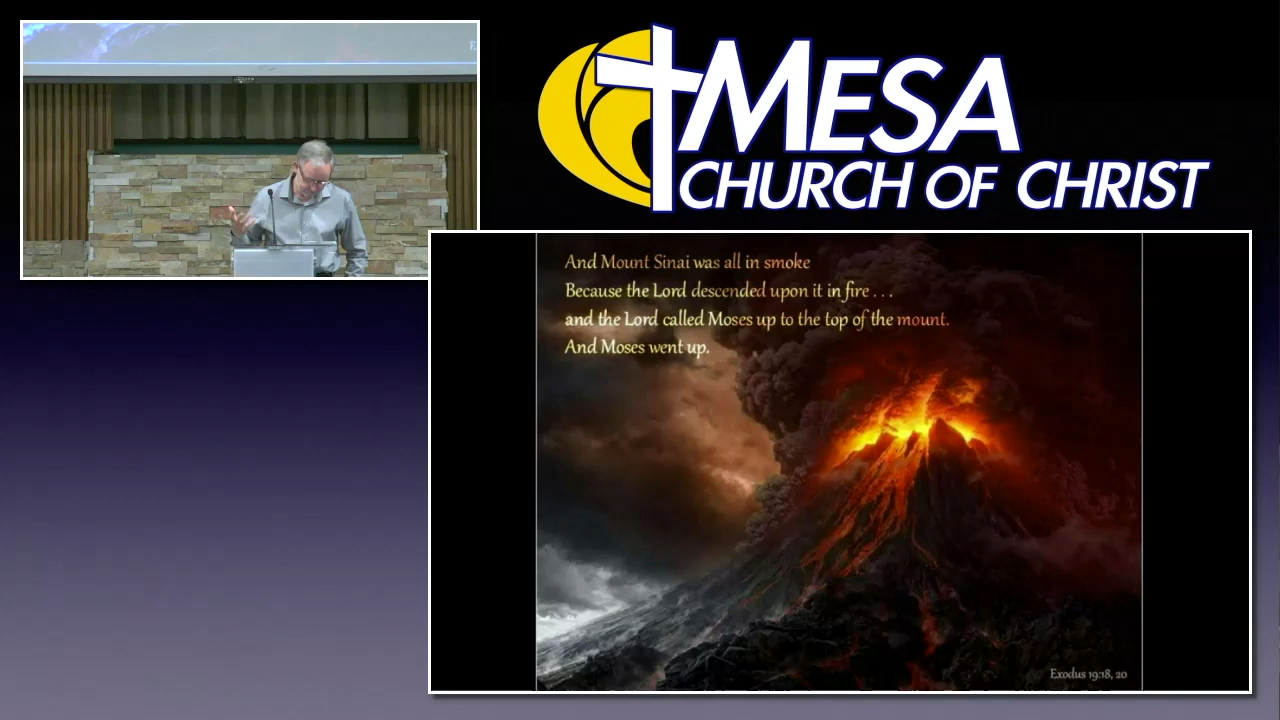 MESA
CHURCH OF CHRIST
And Mount Sinai was all in smoke
Because the Lord descended upon it in fire . . .
and the Lord called Moses up to the top of the mount.
And Moses went up.
Exodus 19:18, 20